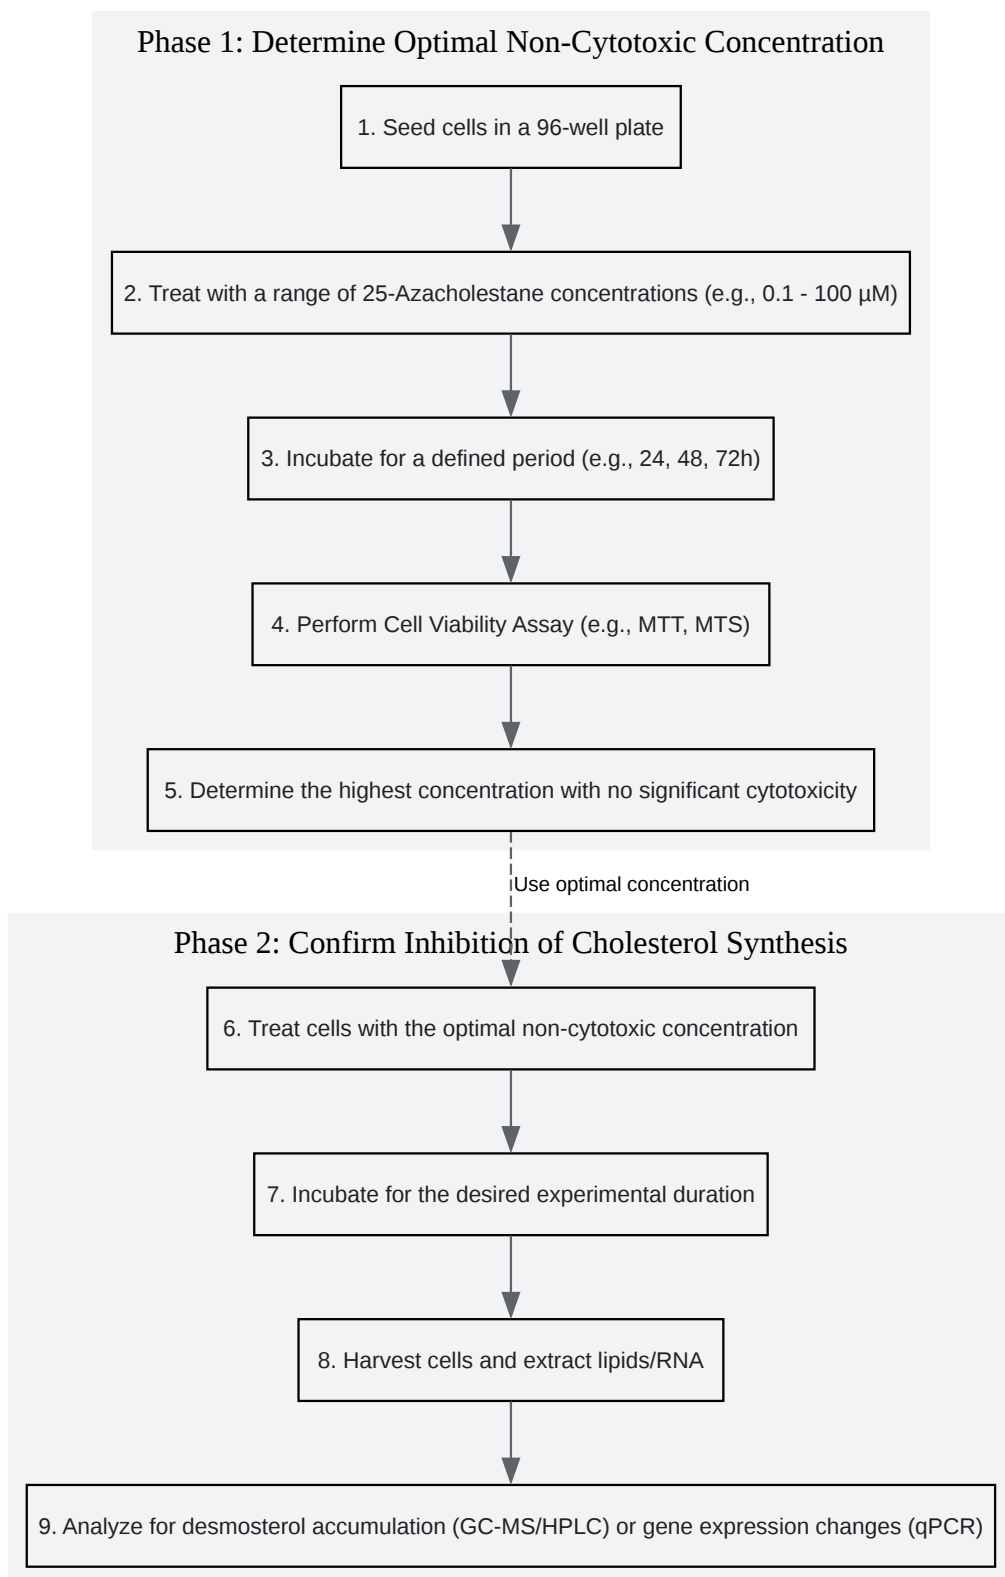 Phase 1: Determine Optimal Non-Cytotoxic Concentration
1. Seed cells in a 96-well plate
2. Treat with a range of 25-Azacholestane concentrations (e.g., 0.1 - 100 µM)
3. Incubate for a defined period (e.g., 24, 48, 72h)
4. Perform Cell Viability Assay (e.g., MTT, MTS)
5. Determine the highest concentration with no significant cytotoxicity
Use optimal concentration
Phase 2: Confirm Inhibition of Cholesterol Synthesis
6. Treat cells with the optimal non-cytotoxic concentration
7. Incubate for the desired experimental duration
8. Harvest cells and extract lipids/RNA
9. Analyze for desmosterol accumulation (GC-MS/HPLC) or gene expression changes (qPCR)